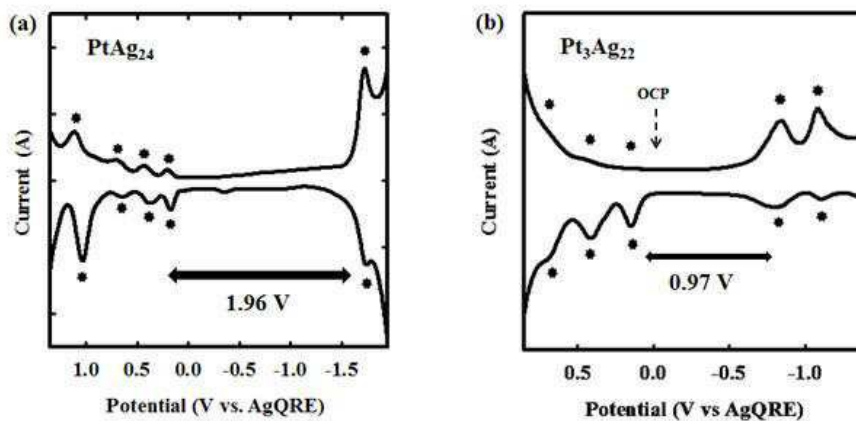 (a)
PtAg24
Current (A)
1.96 V
1.0 0.5 0.0 -0.5 -1.0 -1.5
Potential (V vs. AgQRE)
(b)
Pt3Ag22
OCP
Current (A)
0.97 V
0.5 0.0 -0.5 -1.0
Potential (V vs AgQRE)